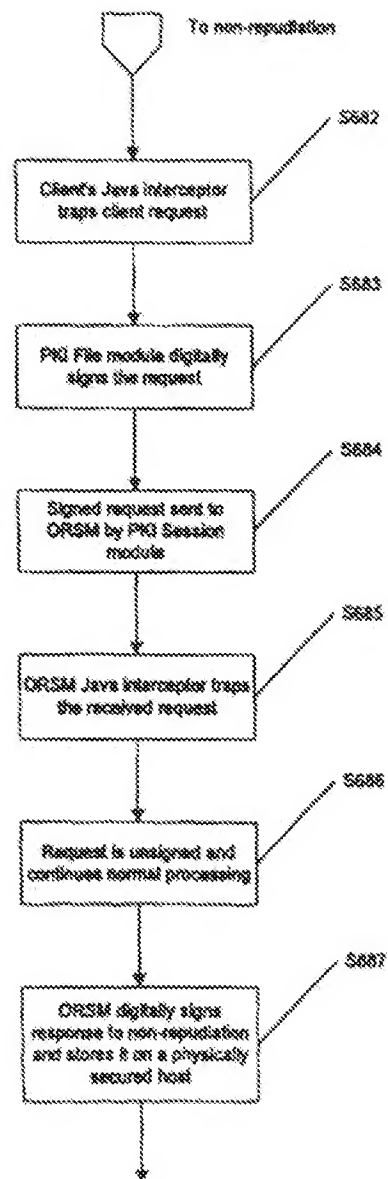 To non-repudiation
S682
Client's Java interceptor
traps client request
S683
PKI File module digitally
signs the request
S684
Signed request sent to
ORSM by PKI Session
module
S685
ORSM Java interceptor traps
the received request
S686
Request is unsigned and
continues normal processing
S687
ORSM digitally signs
response to non-repudiation
and stores it on a physically
secured host